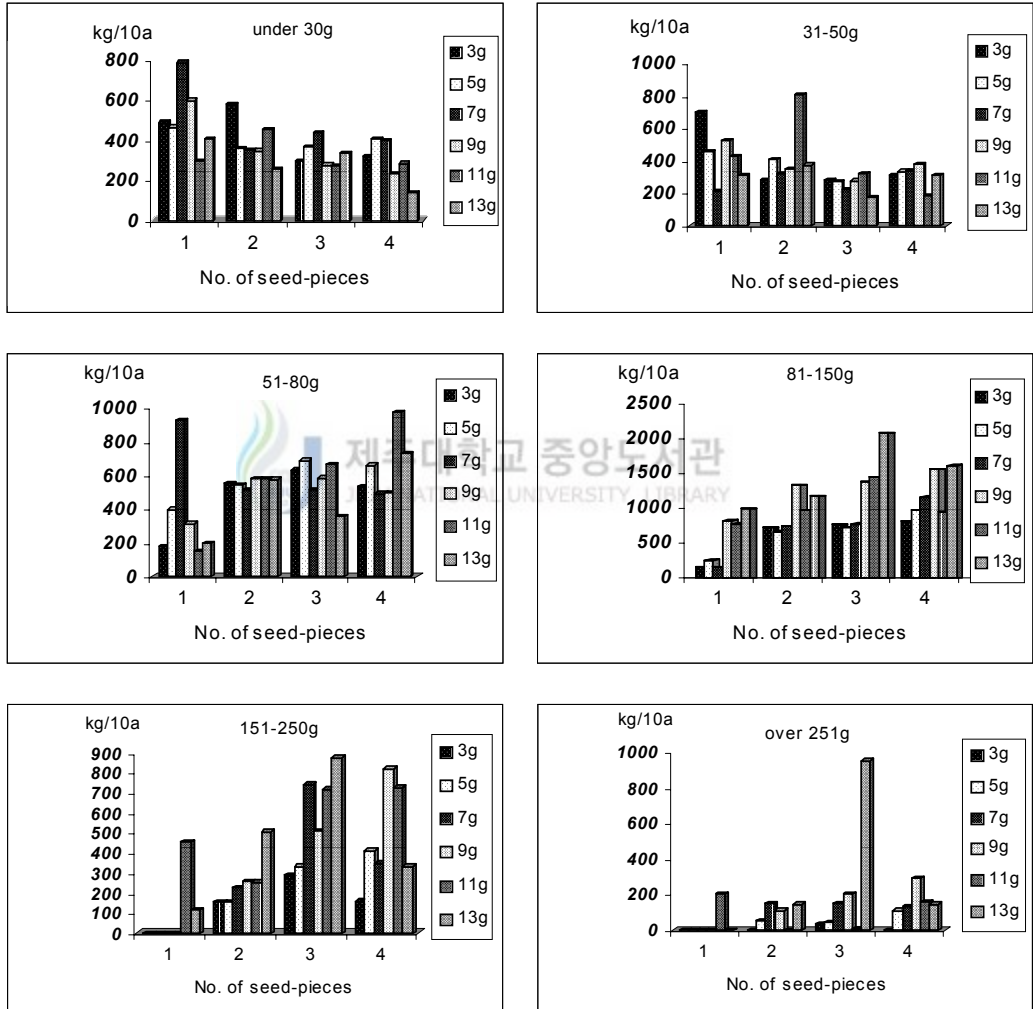 kg/10a
under 30g
800
600
400
200
0
1 2 3 4
No. of seed-pieces
3g
5g
7g
9g
11g
13g
kg/10a
31-50g
1000
800
600
400
200
0
1 2 3 4
No. of seed-pieces
3g
5g
7g
9g
11g
13g
kg/10a
51-80g
1000
800
600
400
200
0
1 2 3 4
No. of seed-pieces
3g
5g
7g
9g
11g
13g
kg/10a
81-150g
2500
2000
1500
1000
500
0
1 2 3 4
No. of seed-pieces
3g
5g
7g
9g
11g
13g
제주대학교 중앙도서관
NATIONAL UNIVERSITY LIBRARY
kg/10a
151-250g
900
800
700
600
500
400
300
200
100
0
1 2 3 4
No. of seed-pieces
3g
5g
7g
9g
11g
13g
kg/10a
over 251g
1000
800
600
400
200
0
1 2 3 4
No. of seed-pieces
3g
5g
7g
9g
11g
13g